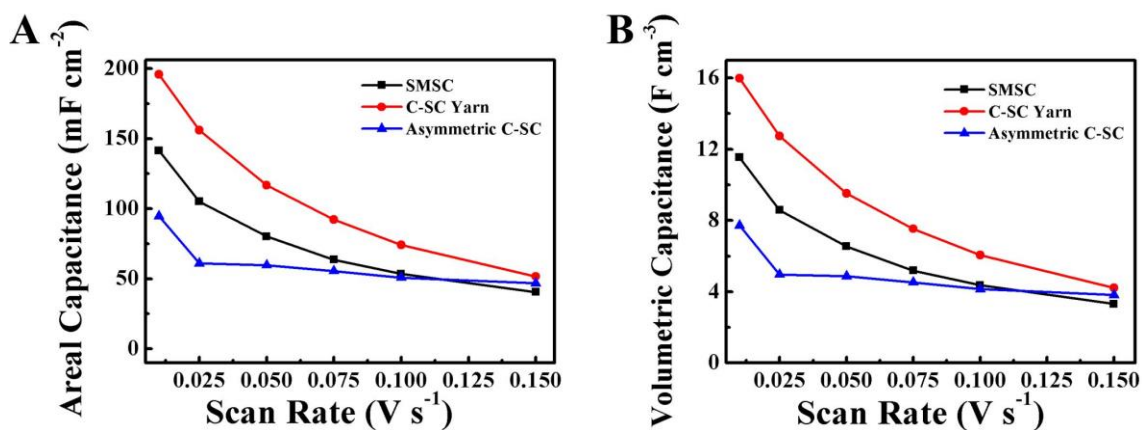 A
Areal Capacitance (mF cm-2)
200
150
100
50
0
SMSC
C-SC Yarn
Asymmetric C-SC
0.025 0.050 0.075 0.100 0.125 0.150
Scan Rate (V s-1)
B
Volumetric Capacitance (F cm-3)
16
12
8
4
0
SMSC
C-SC Yarn
Asymmetric C-SC
0.025 0.050 0.075 0.100 0.125 0.150
Scan Rate (V s-1)